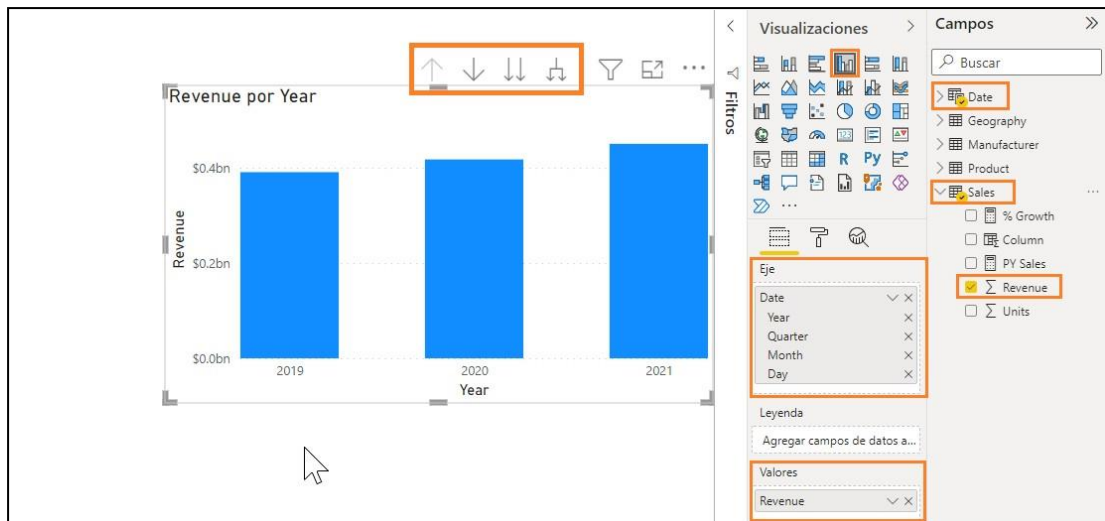 Revenue por Year
$0.4bn
$0.2bn
$0.0bn
Revenue
2019
2020
2021
Year
Filtros
Visualizaciones
123
R
Py
Eje
Date
Year
Quarter
Month
Day
Leyenda
Agregar campos de datos a...
Valores
Revenue
Campos
Buscar
Date
Geography
Manufacturer
Product
Sales
% Growth
Column
PY Sales
Revenue
Units